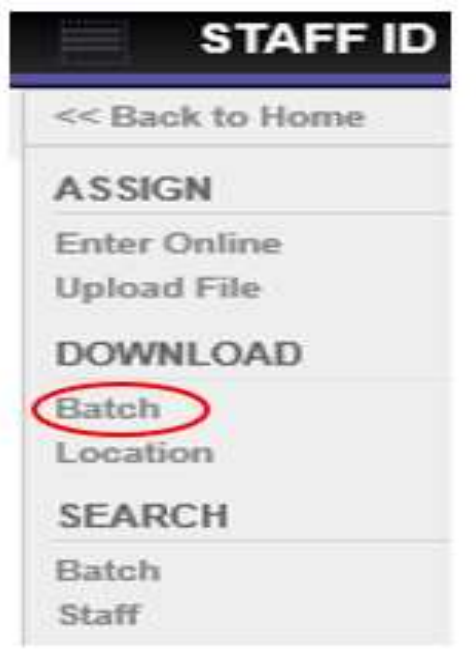 STAFF ID
<< Back to Home
ASSIGN
Enter Online
Upload File
DOWNLOAD
Batch
Location
SEARCH
Batch
Staff